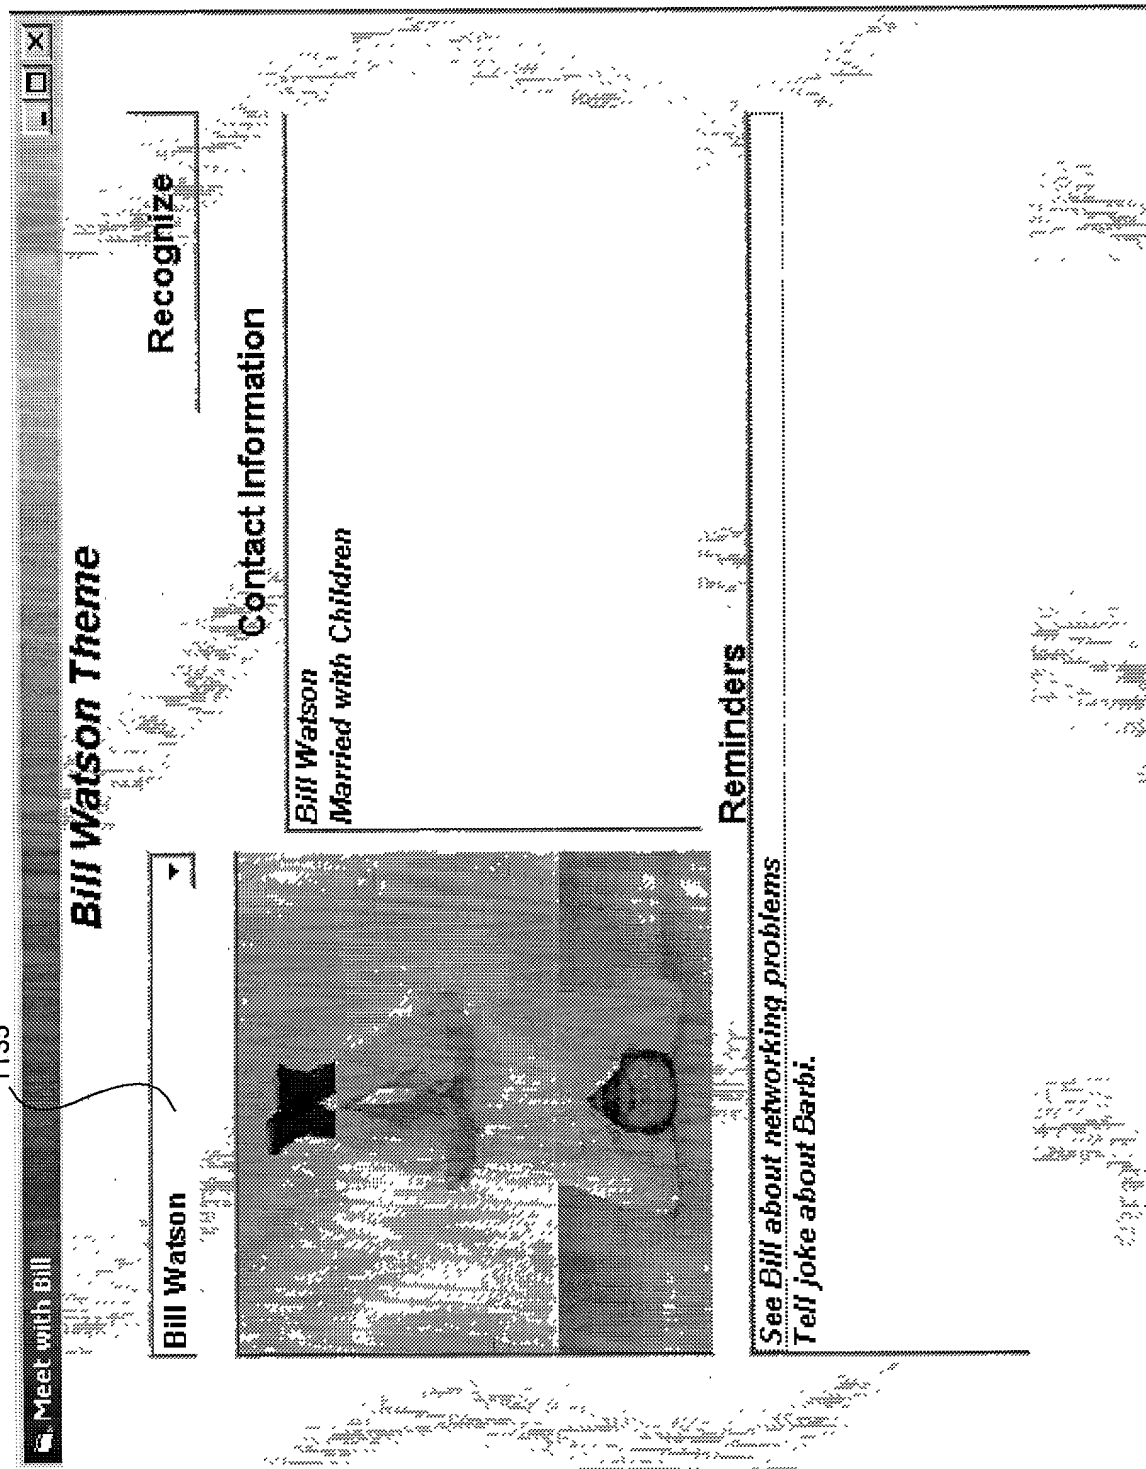 Meet with Bill
Bill Watson Theme
Bill Watson
Recognize
Contact Information
Bill Watson
Married with Children
Reminders
See Bill about networking problems
Tell joke about Barbi.